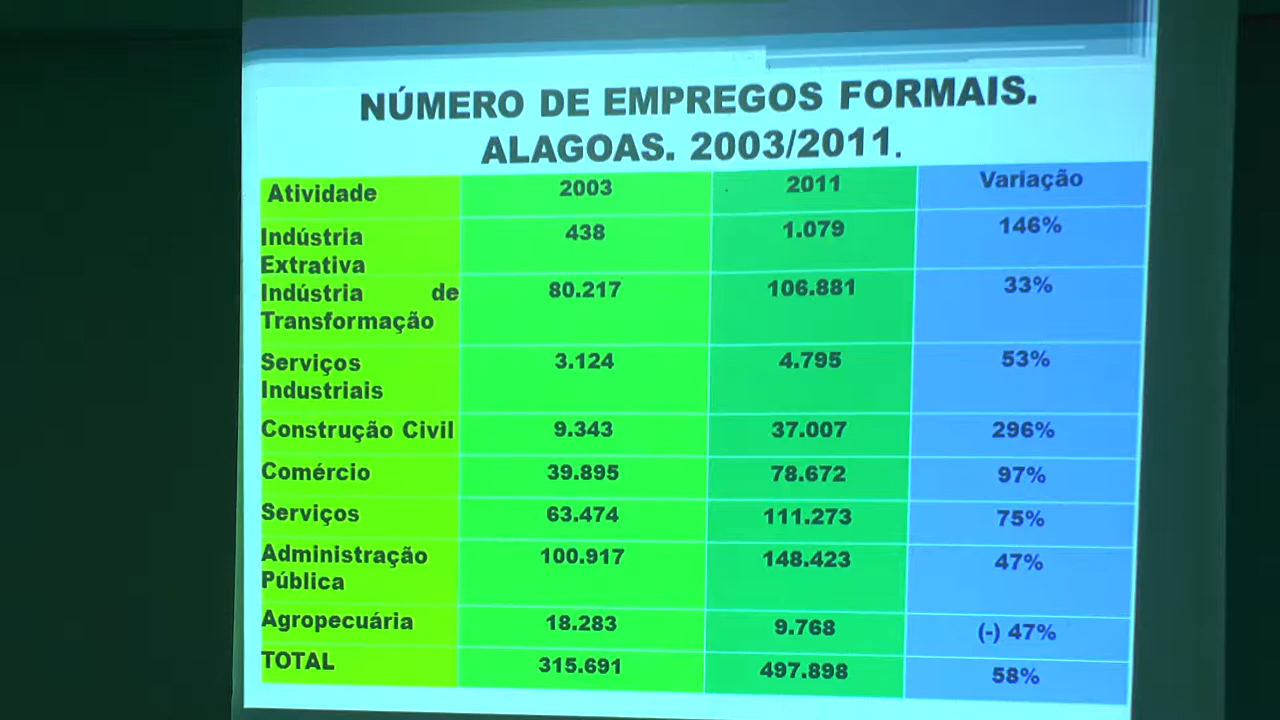 NÚMERO DE EMPREGOS FORMAIS.
ALAGOAS. 2003/2011.
Atividade 2003 2011 Variação
Indústria Extrativa 438 1.079 146%
Indústria de Transformação 80.217 106.881 33%
Serviços Industriais 3.124 4.795 53%
Construção Civil 9.343 37.007 296%
Comércio 39.895 78.672 97%
Serviços 63.474 111.273 75%
Administração Pública 100.917 148.423 47%
Agropecuária 18.283 9.768 (-) 47%
TOTAL 315.691 497.898 58%